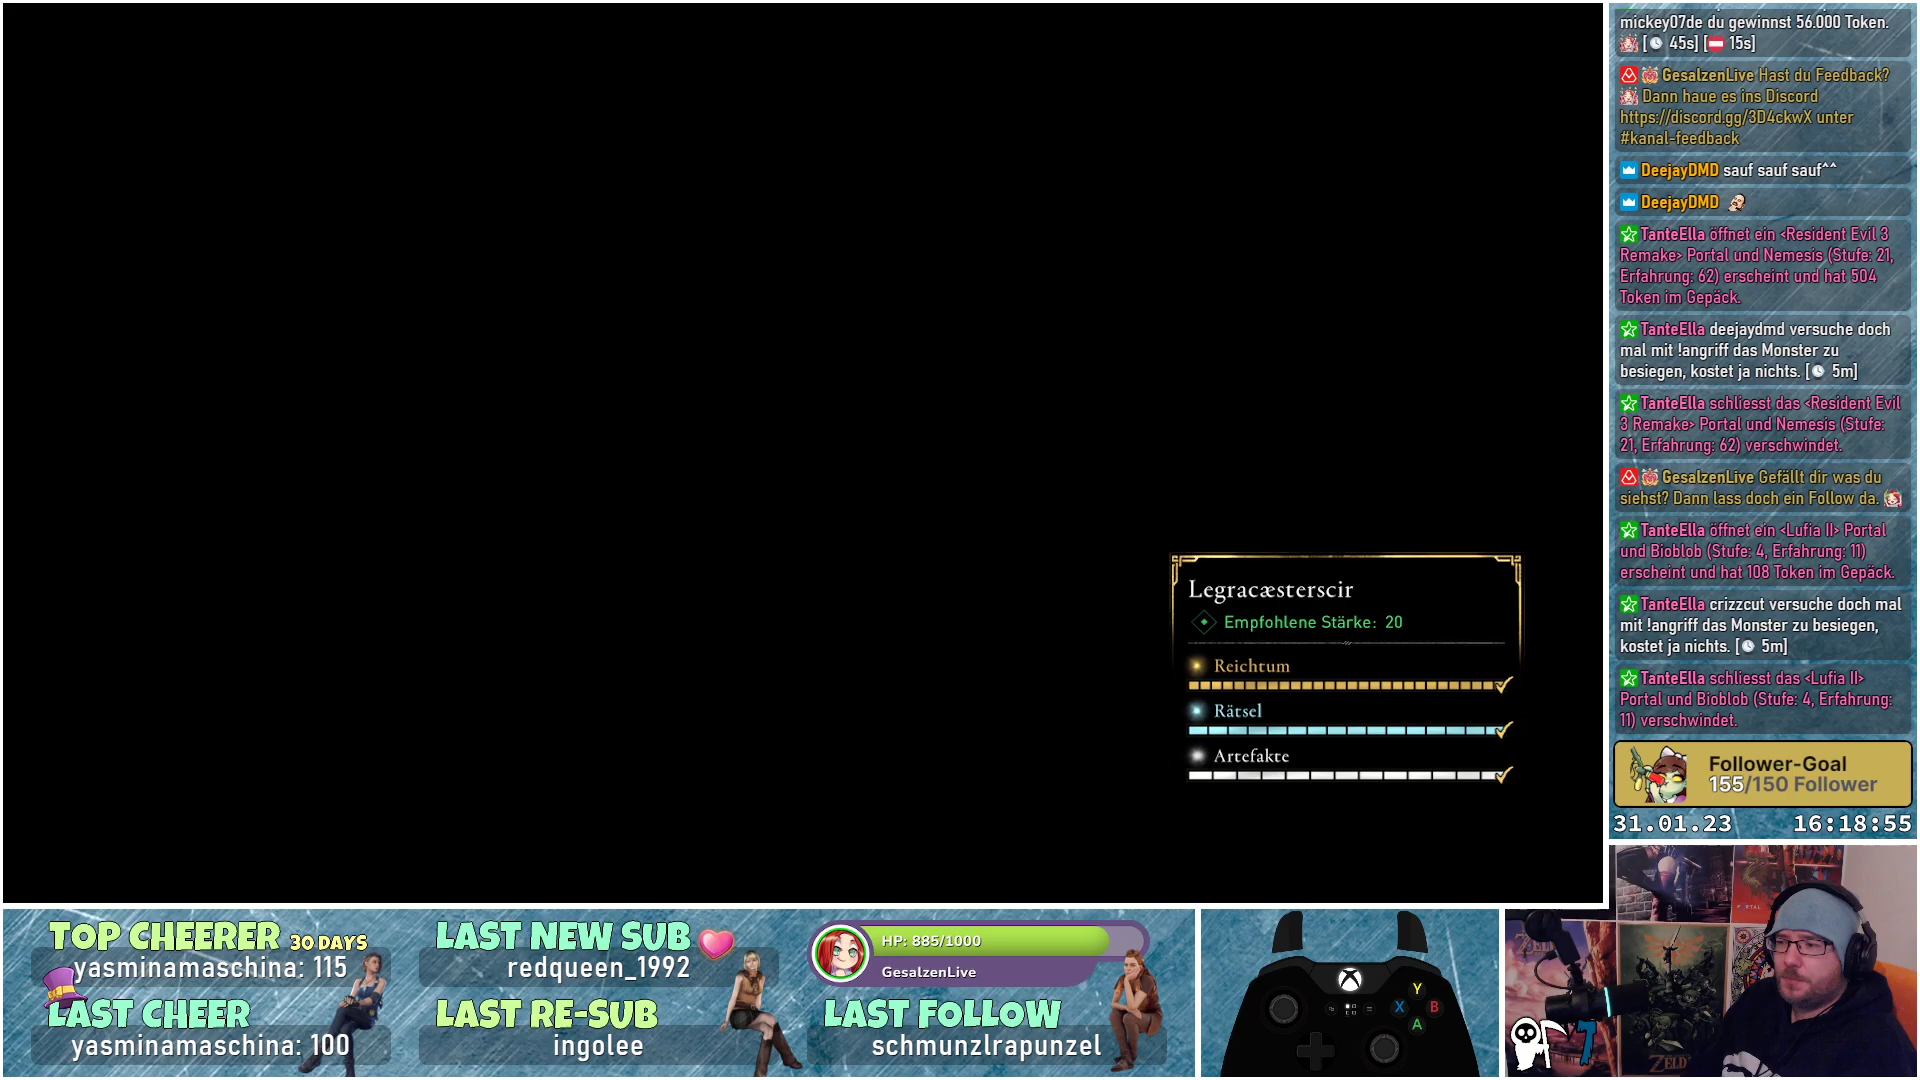 Legracæsterscir
Empfohlene Stärke: 20
Reichtum
Rätsel
Artefakte
mickey07de du gewinnst 56.000 Token.
[ 45s] [ 15s]
GesalzenLive Hast du Feedback?
Dann haue es ins Discord
https://discord.gg/3D4ckwX unter
#kanal-feedback
DeejayDMD sauf sauf sauf^^
DeejayDMD
TanteElla öffnet ein <Resident Evil 3
Remake> Portal und Nemesis (Stufe: 21,
Erfahrung: 62) erscheint und hat 504
Token im Gepäck.
TanteElla deejaydmd versuche doch
mal mit !angriff das Monster zu
besiegen, kostet ja nichts. [ 5m]
TanteElla schliesst das <Resident Evil
3 Remake> Portal und Nemesis (Stufe:
21, Erfahrung: 62) verschwindet.
GesalzenLive Gefällt dir was du
siehst? Dann lass doch ein Follow da.
TanteElla öffnet ein <Lufia II> Portal
und Bioblob (Stufe: 4, Erfahrung: 11)
erscheint und hat 108 Token im Gepäck.
TanteElla crizzcut versuche doch mal
mit !angriff das Monster zu besiegen,
kostet ja nichts. [ 5m]
TanteElla schliesst das <Lufia II>
Portal und Bioblob (Stufe: 4, Erfahrung:
11) verschwindet.
Follower-Goal
155/150 Follower
31.01.23 16:18:55
TOP CHEERER 30 DAYS
yasminamaschina: 115
LAST CHEER
yasminamaschina: 100
LAST NEW SUB
redqueen_1992
LAST RE-SUB
ingolee
HP: 885/1000
GesalzenLive
LAST FOLLOW
schmunzlrapunzel
Y
X
B
A
PORTAL
ZELD